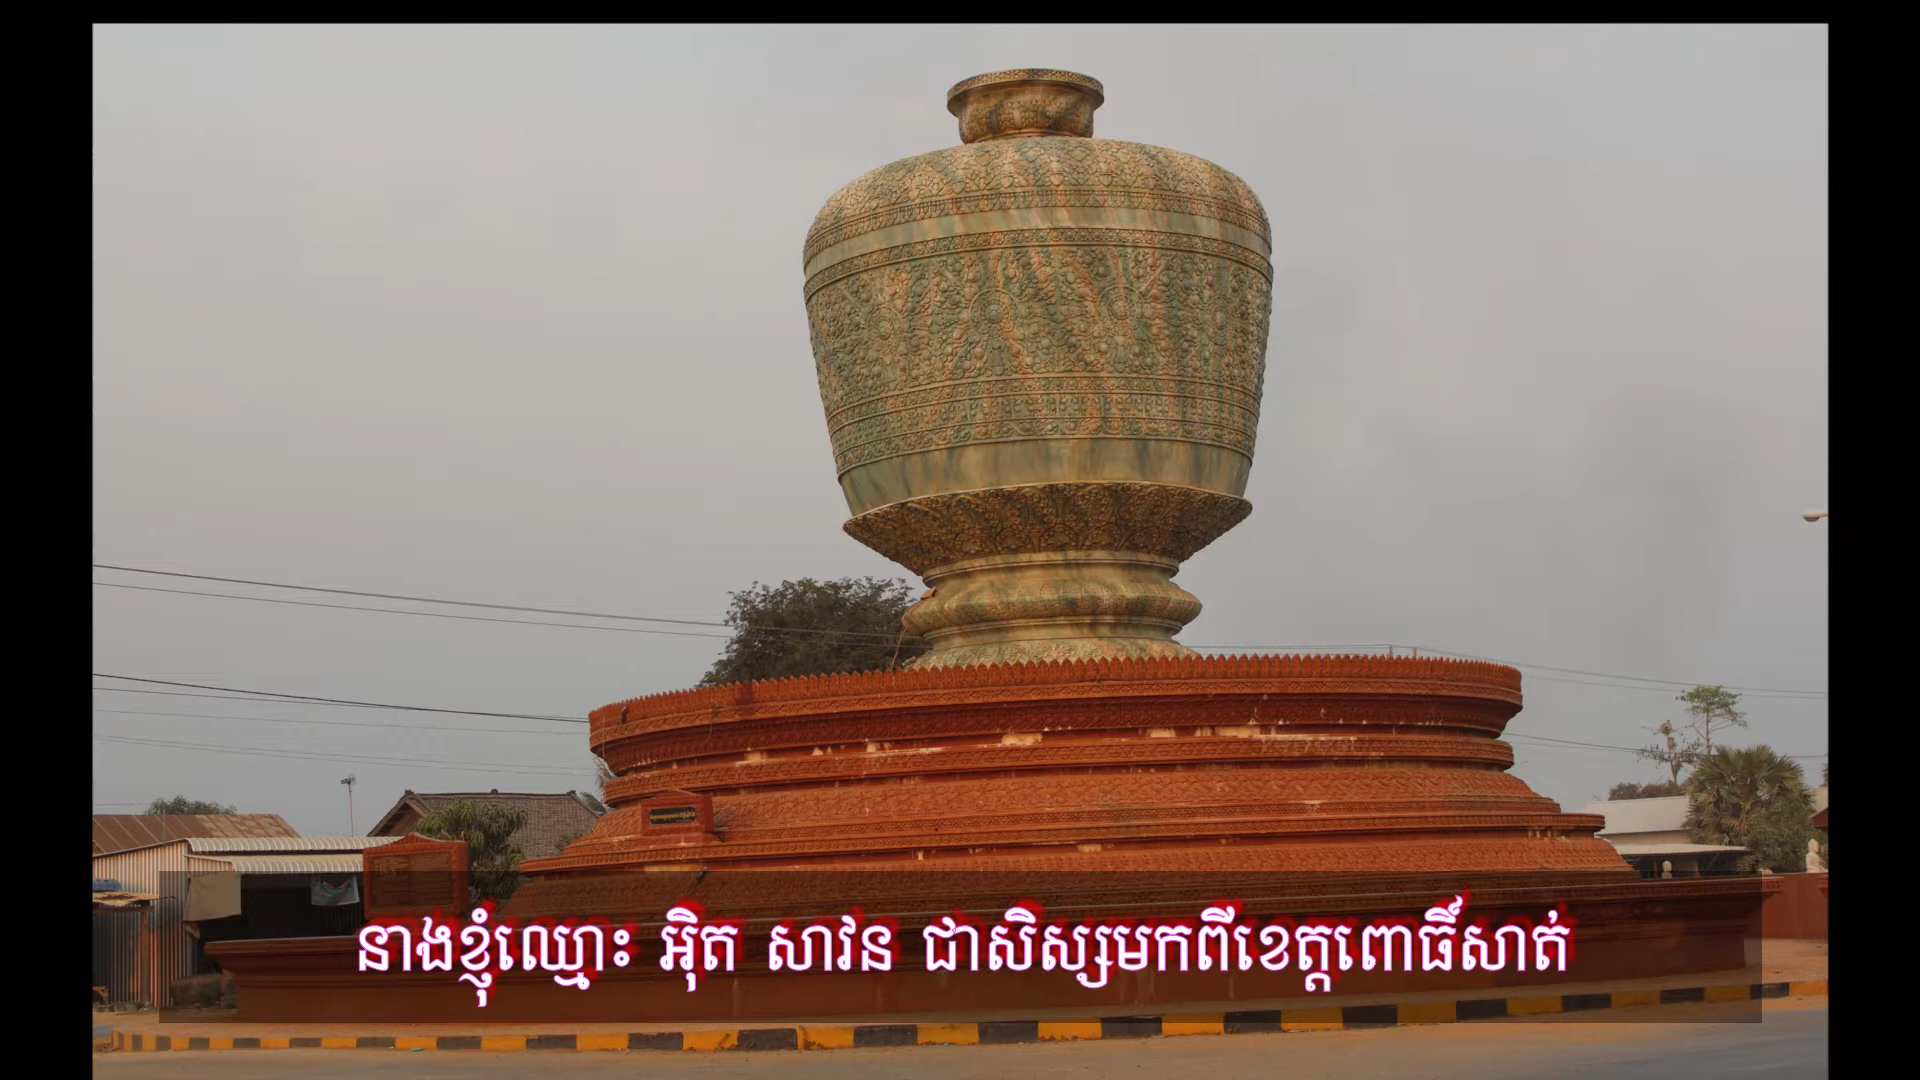 នាងខ្ញុំឈ្មោះ អ៊ិត សាវន ជាសិស្សមកពីខេត្តពោធិ៍សាត់